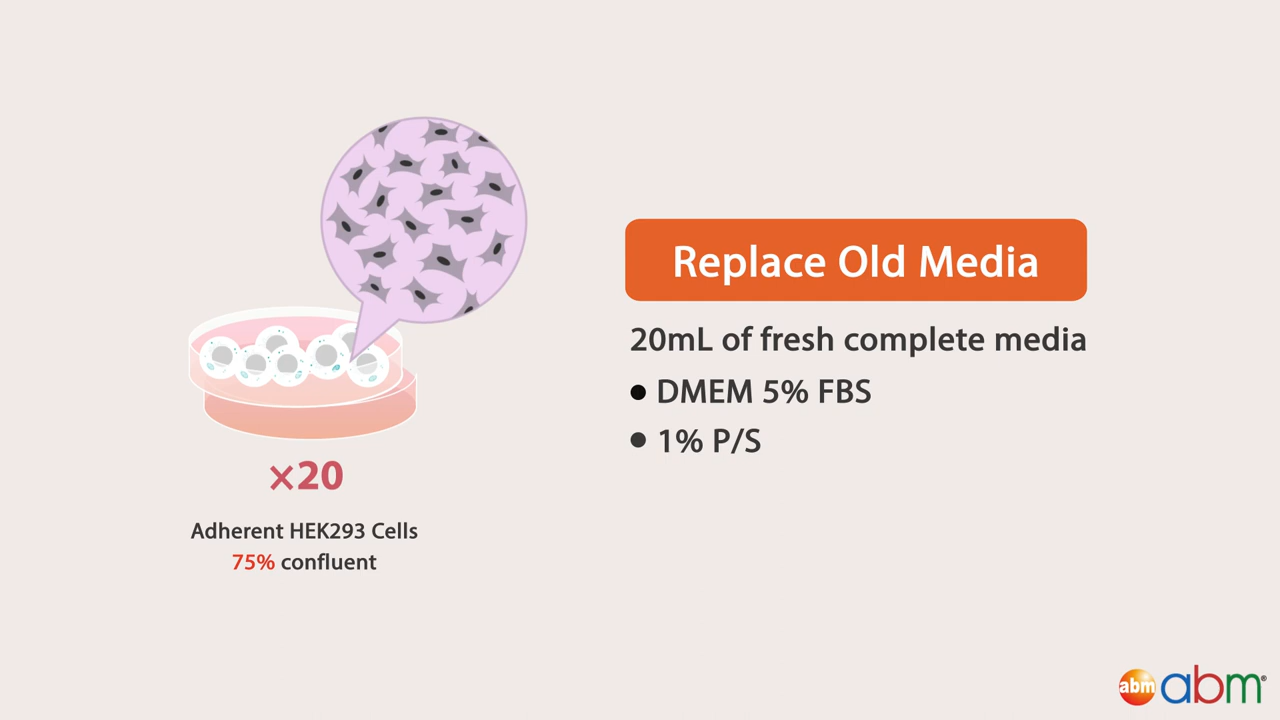 Replace Old Media
20mL of fresh complete media
● DMEM 5% FBS
● 1% P/S
×20
Adherent HEK293 Cells
75% confluent
abm abm®